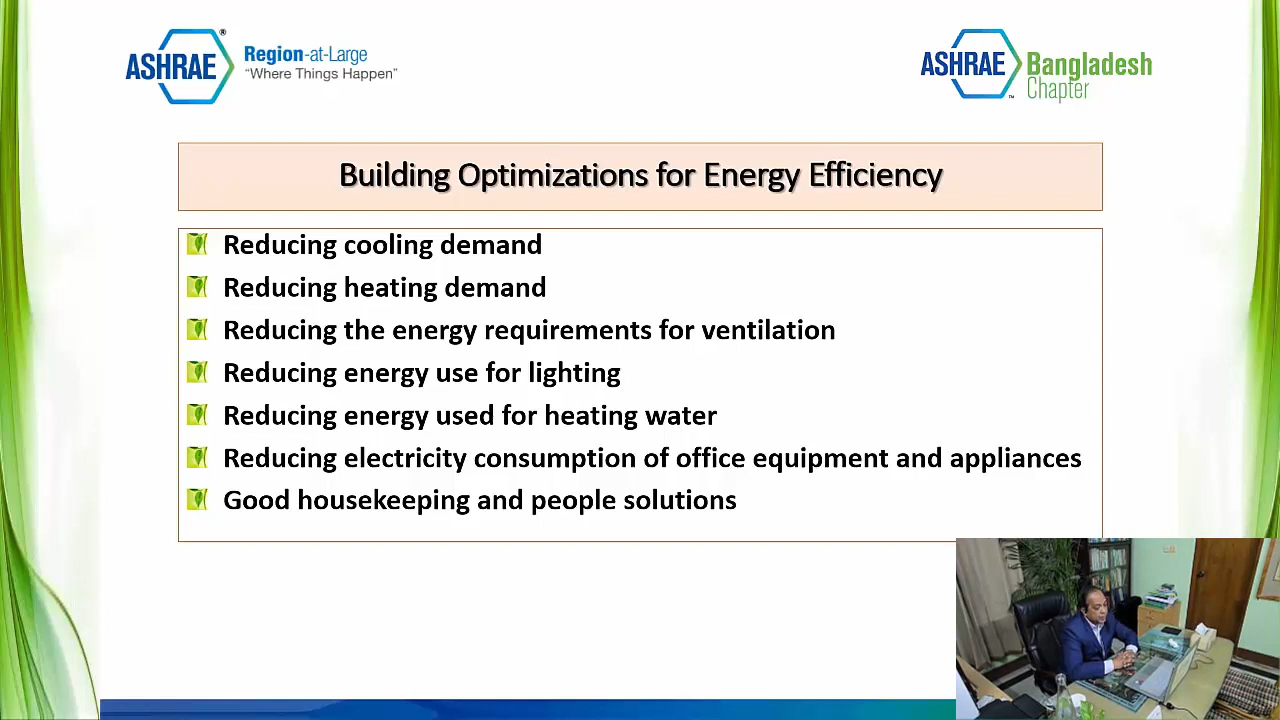 ASHRAE®
Region-at-Large
“Where Things Happen”
ASHRAE™
Bangladesh
Chapter
Building Optimizations for Energy Efficiency
Reducing cooling demand
Reducing heating demand
Reducing the energy requirements for ventilation
Reducing energy use for lighting
Reducing energy used for heating water
Reducing electricity consumption of office equipment and appliances
Good housekeeping and people solutions